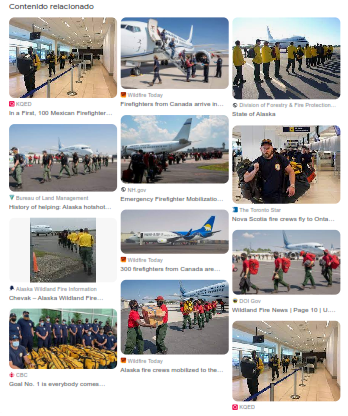 Contenido relacionado
KQED
In a First, 100 Mexican Firefighter...
Wildfire Today
Firefighters from Canada arrive in...
Division of Forestry & Fire Protection...
State of Alaska
Bureau of Land Management
History of helping: Alaska hotshot...
NH.gov
Emergency Firefighter Mobilizatio...
The Toronto Star
Nova Scotia fire crews fly to Onta...
Alaska Wildland Fire Information
Chevak – Alaska Wildland Fire...
Wildfire Today
300 firefighters from Canada are...
DOI Gov
Wildland Fire News | Page 10 | U....
CBC
Goal No. 1 is everybody comes...
Wildfire Today
Alaska fire crews mobilized to the...
KQED